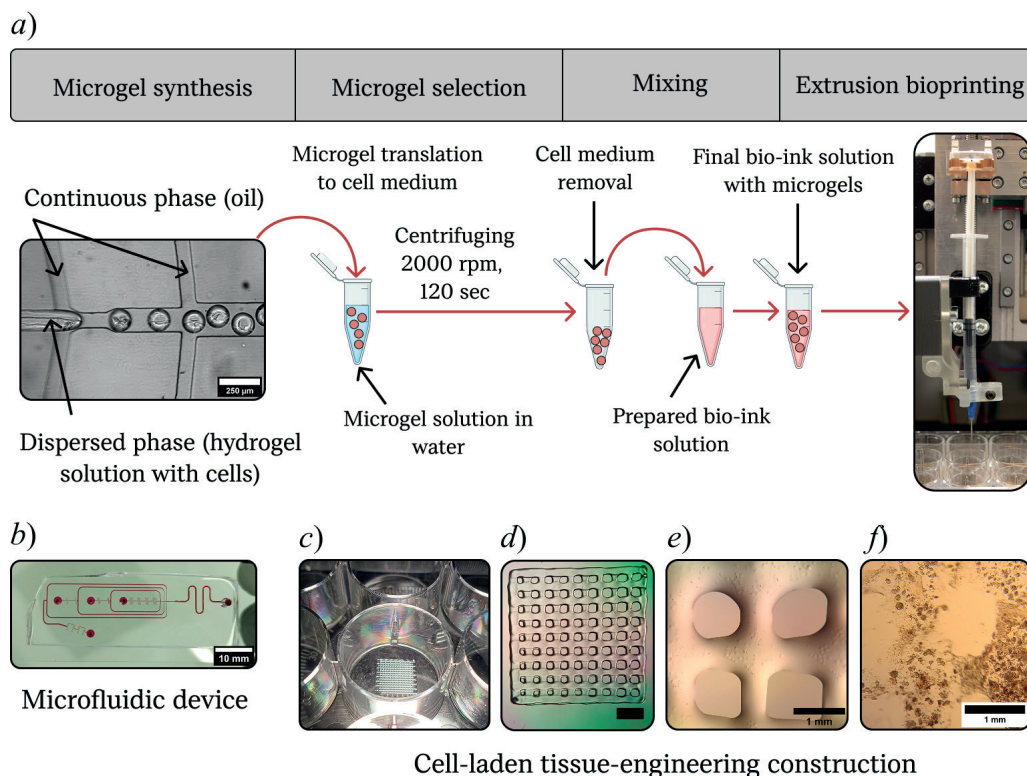 a)
Microgel synthesis
Microgel selection
Mixing
Extrusion bioprinting
Continuous phase (oil)
250 µm
Dispersed phase (hydrogel
solution with cells)
Microgel translation
to cell medium
Centrifuging
2000 rpm,
120 sec
Microgel solution in
water
Cell medium
removal
Prepared bio-ink
solution
Final bio-ink solution
with microgels
b)
10 mm
Microfluidic device
c)
d)
e)
1 mm
f)
1 mm
Cell-laden tissue-engineering construction